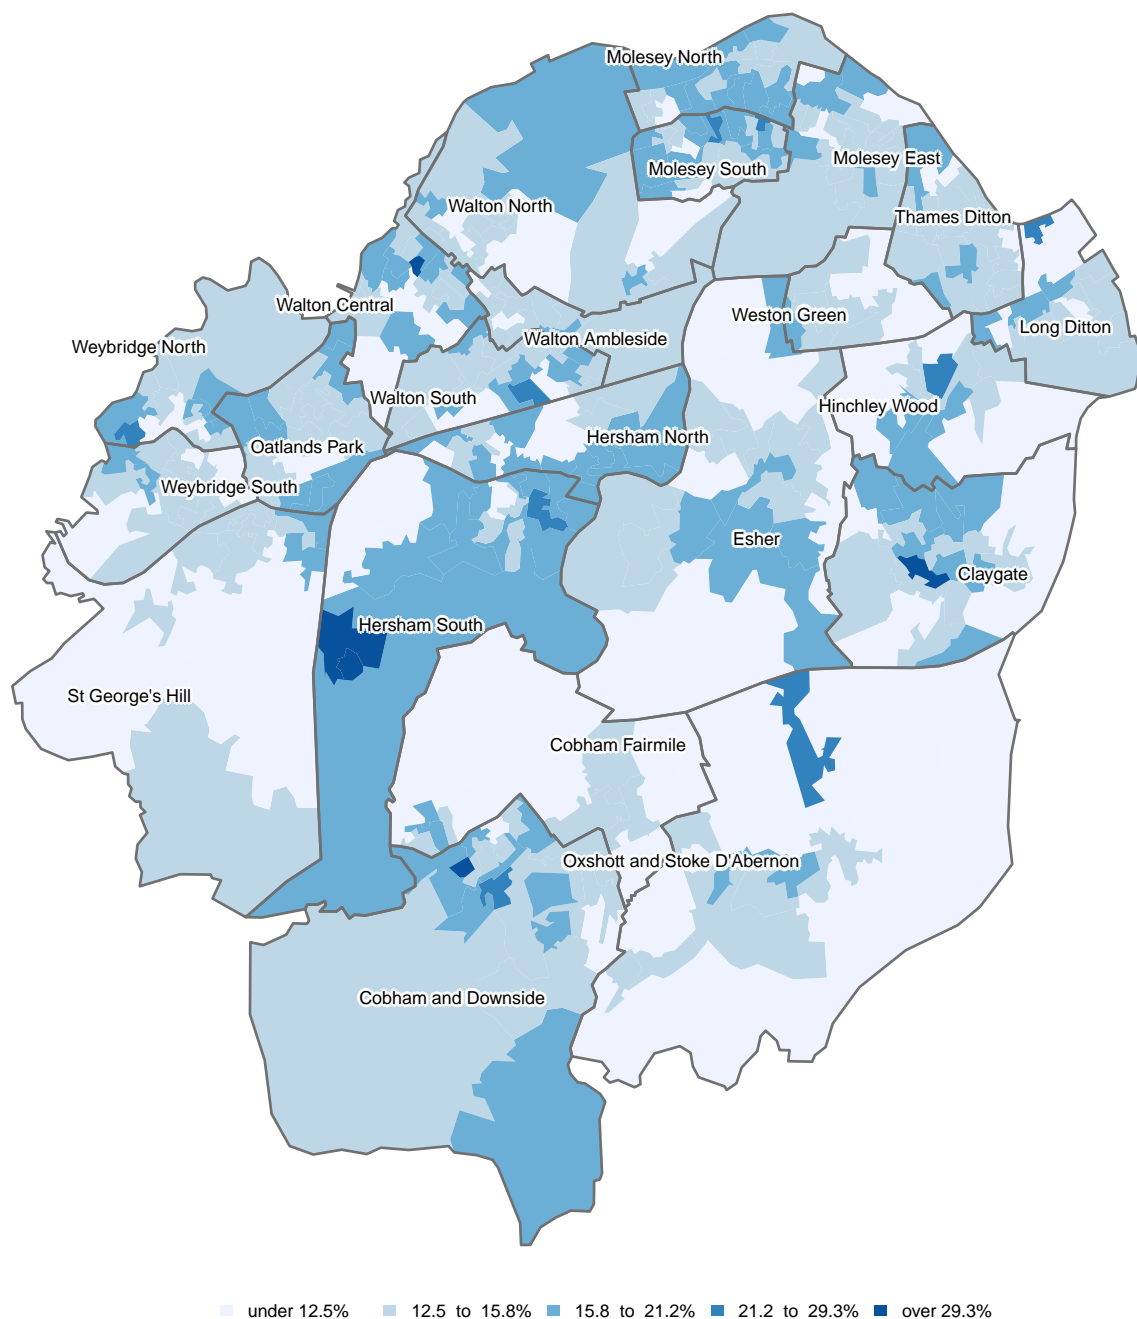 Molesey North
Molesey East
Molesey South
Walton North
Thames Ditton
Walton Central
Weston Green
Long Ditton
Walton Ambleside
Weybridge North
Walton South
Hinchley Wood
Hersham North
Oatlands Park
Weybridge South
Esher
Claygate
Hersham South
St George's Hill
Cobham Fairmile
Oxshott and Stoke D'Abernon
Cobham and Downside
under 12.5% 12.5 to 15.8% 15.8 to 21.2% 21.2 to 29.3% over 29.3%